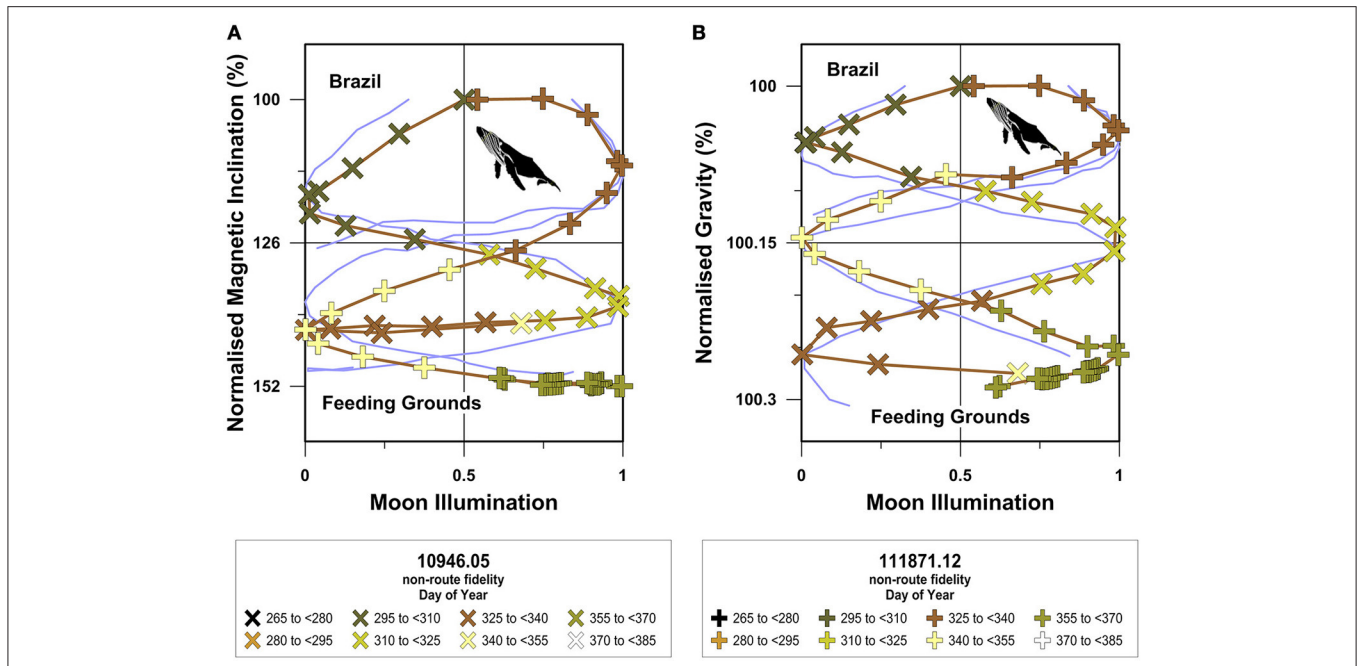 A
B
Brazil
Brazil
Normalised Magnetic Inclination (%)
100
126
152
Feeding Grounds
0
0.5
1
Moon Illumination
Normalised Gravity (%)
100
100.15
100.3
Feeding Grounds
0
0.5
1
Moon Illumination
10946.05
non-route fidelity
Day of Year
265 to <280 295 to <310 325 to <340 355 to <370
280 to <295 310 to <325 340 to <355 370 to <385
111871.12
non-route fidelity
Day of Year
265 to <280 295 to <310 325 to <340 355 to <370
280 to <295 310 to <325 340 to <355 370 to <385